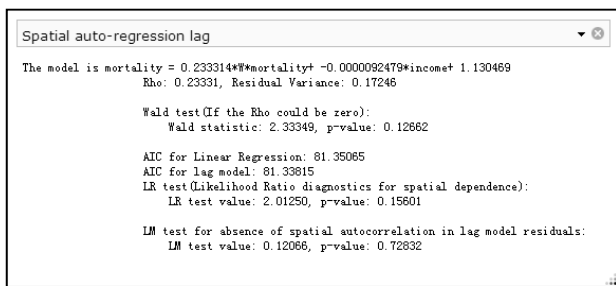 Spatial auto-regression lag
The model is mortality = 0.233314*W*mortality+ -0.0000092479*income+ 1.130469
Rho: 0.23331, Residual Variance: 0.17246
Wald test(If the Rho could be zero):
Wald statistic: 2.33349, p-value: 0.12662
AIC for Linear Regression: 81.35065
AIC for lag model: 81.33815
LR test(Likelihood Ratio diagnostics for spatial dependence):
LR test value: 2.01250, p-value: 0.15601
LM test for absence of spatial autocorrelation in lag model residuals:
LM test value: 0.12066, p-value: 0.72832